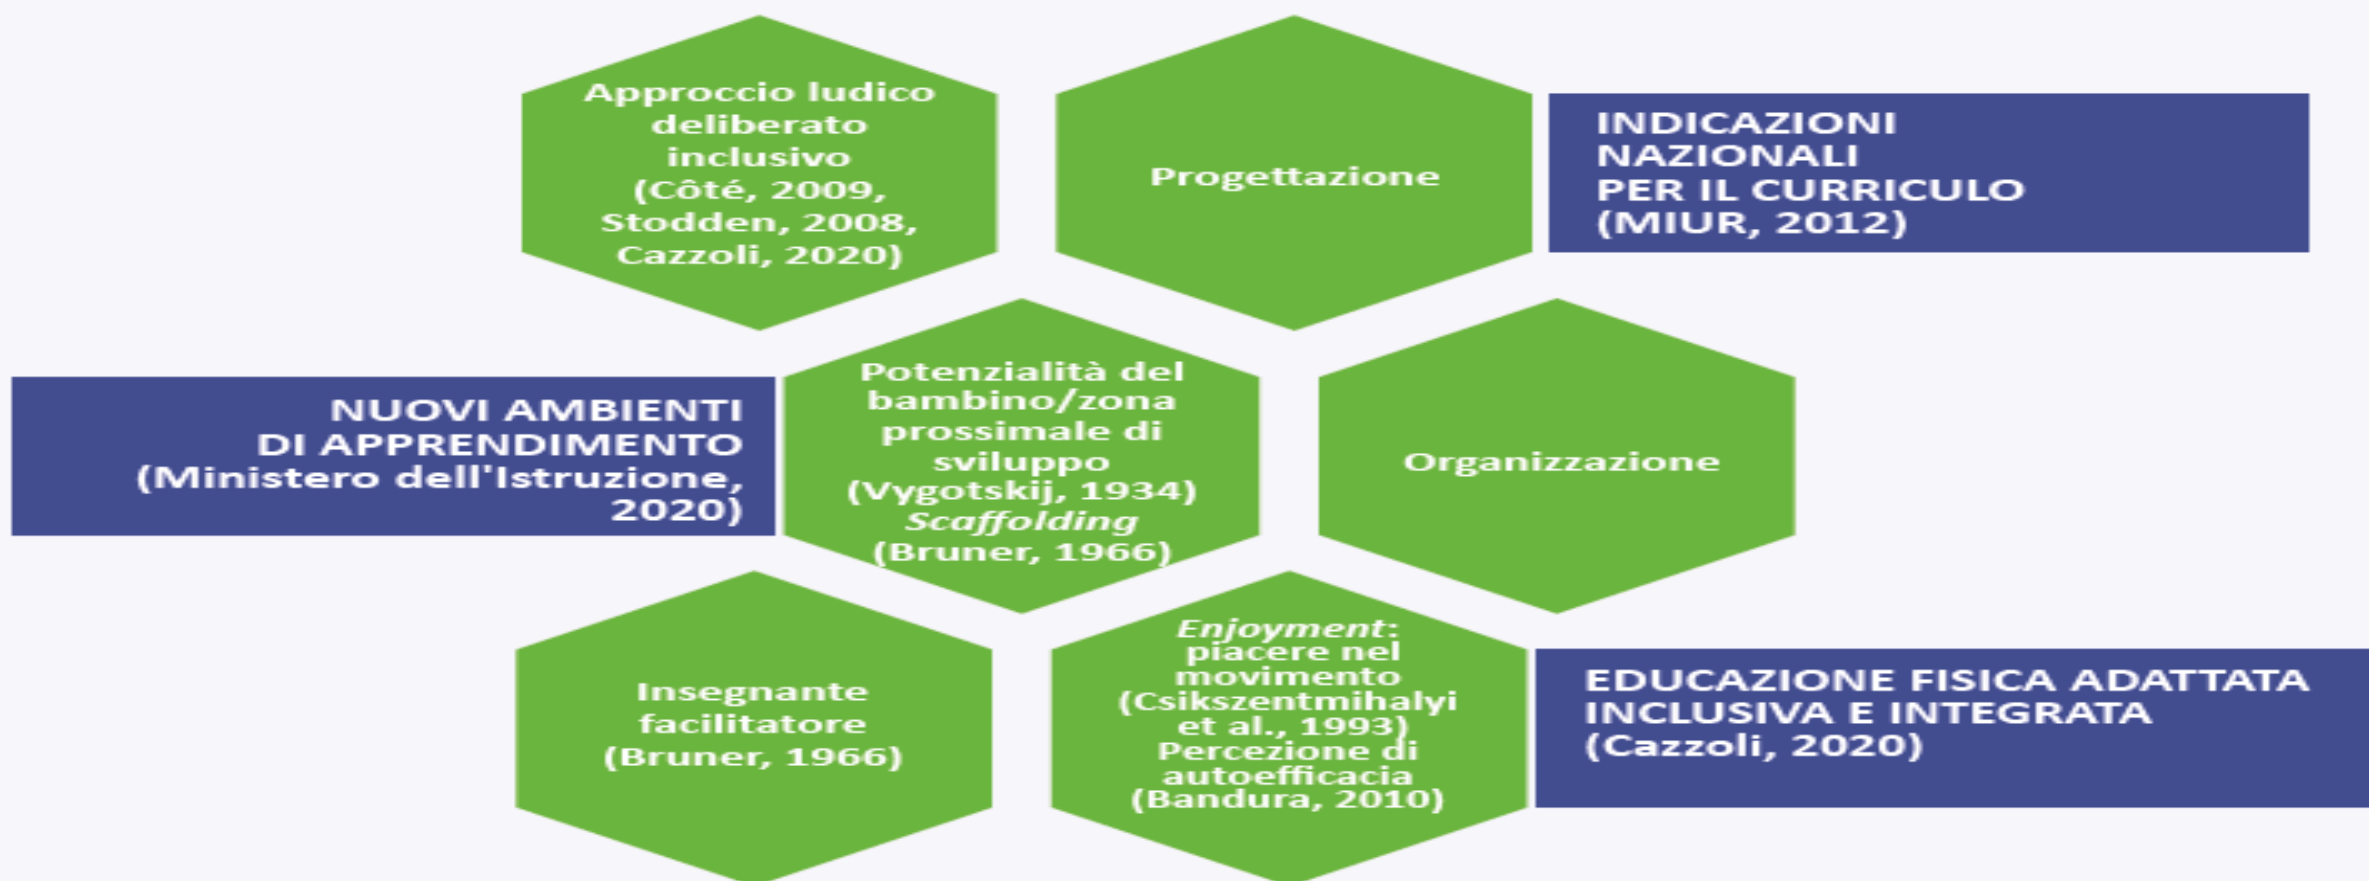 Approccio ludico
deliberato
inclusivo
(Côté, 2009,
Stodden, 2008,
Cazzoli, 2020)
Progettazione
INDICAZIONI
NAZIONALI
PER IL CURRICULO
(MIUR, 2012)
NUOVI AMBIENTI
DI APPRENDIMENTO
(Ministero dell'Istruzione,
2020)
Potenzialità del
bambino/zona
prossimale di
sviluppo
(Vygotskij, 1934)
Scaffolding
(Bruner, 1966)
Organizzazione
Insegnante
facilitatore
(Bruner, 1966)
Enjoyment:
piacere nel
movimento
(Csikszentmihalyi
et al., 1993)
Percezione di
autoefficacia
(Bandura, 2010)
EDUCAZIONE FISICA ADATTATA
INCLUSIVA E INTEGRATA
(Cazzoli, 2020)